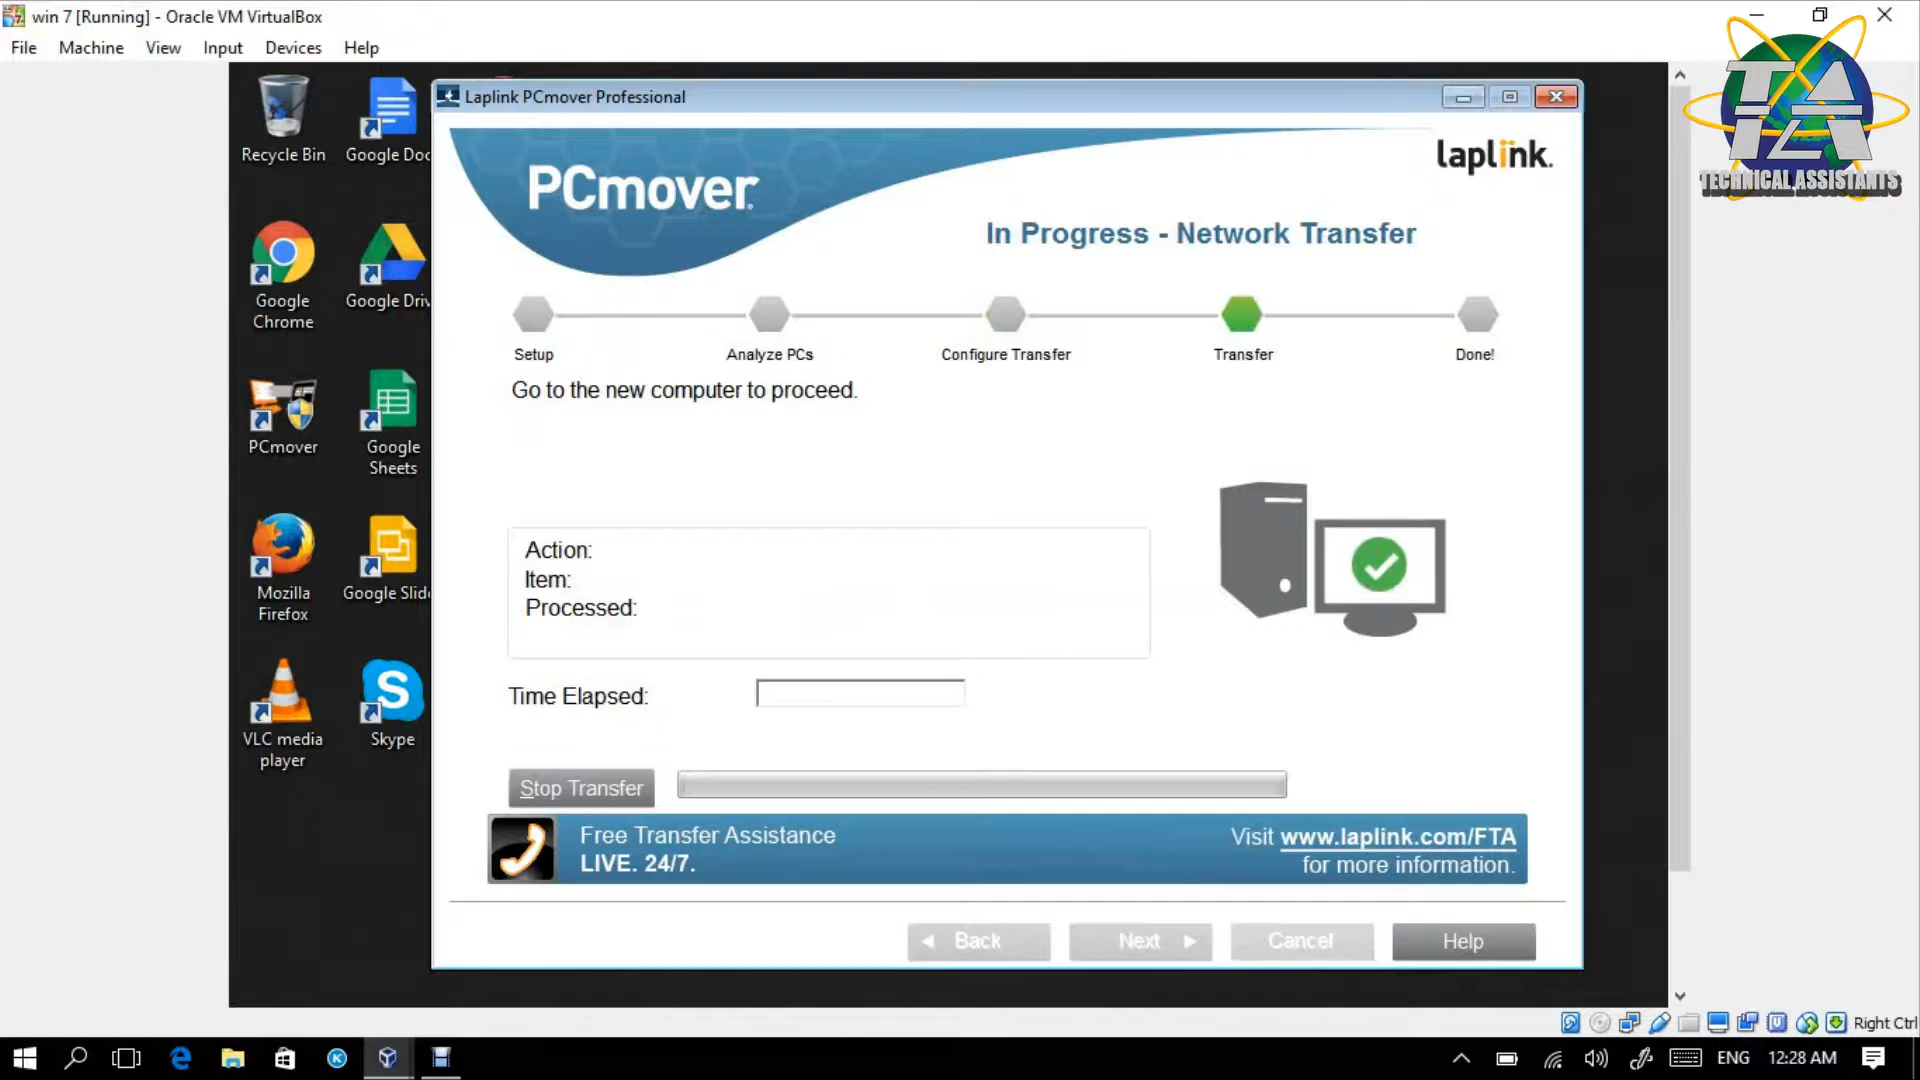 win 7 [Running] - Oracle VM VirtualBox
File Machine View Input Devices Help
TA
TECHNICAL ASSISTANTS
Laplink PCmover Professional
PCmover
laplink.
In Progress - Network Transfer
Setup
Analyze PCs
Configure Transfer
Transfer
Done!
Go to the new computer to proceed.
Action:
Item:
Processed:
Time Elapsed:
Stop Transfer
Free Transfer Assistance
LIVE. 24/7.
Visit www.laplink.com/FTA
for more information.
Back
Next
Cancel
Help
Recycle Bin
Google Doc
Google
Chrome
Google Driv
PCmover
Google
Sheets
Mozilla
Firefox
Google Slid
VLC media
player
Skype
Right Ctrl
ENG
12:28 AM